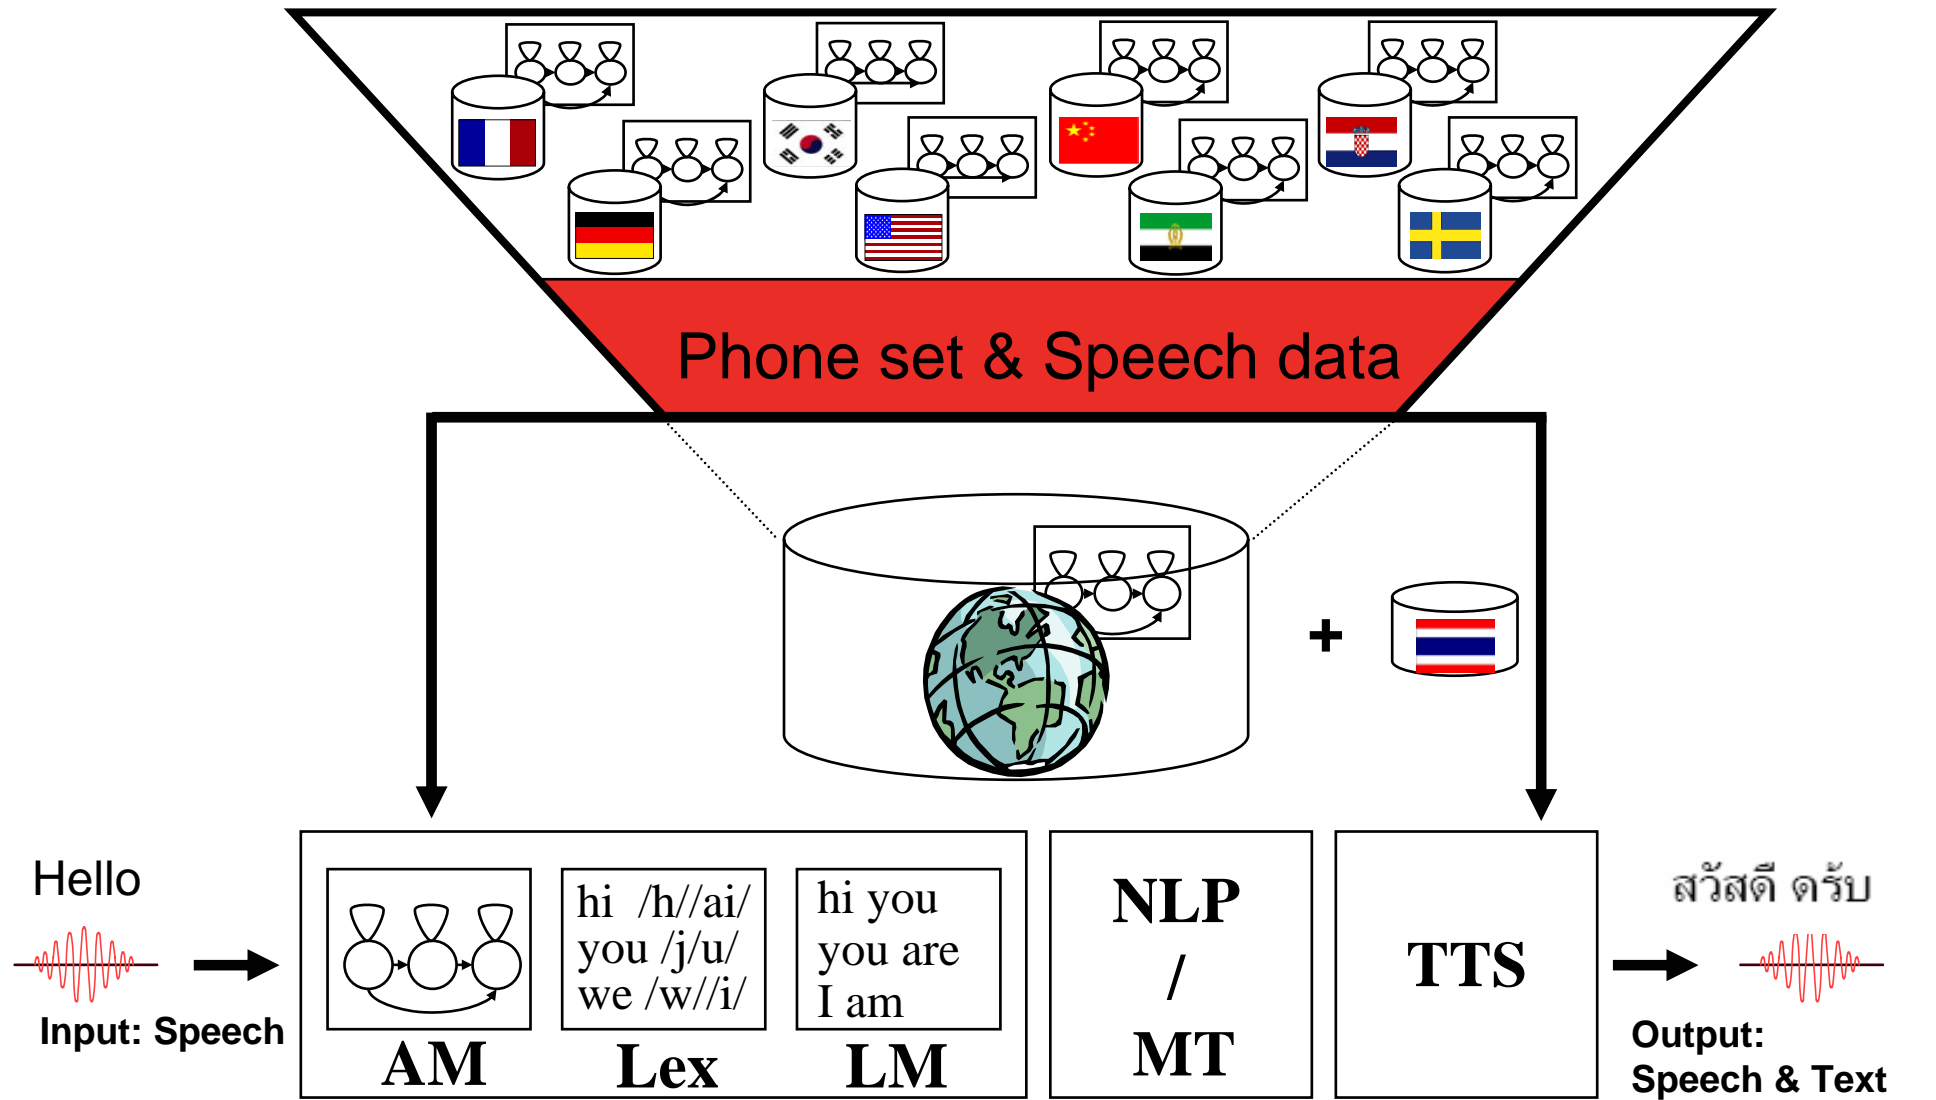 Phone set & Speech data
Hello
Input: Speech
hi /h//ai/
you /j/u/
we /w//i/
hi you
you are
I am
AM
Lex
LM
NLP
/
MT
TTS
สวัสดี ดรับ
Output:
Speech & Text
+